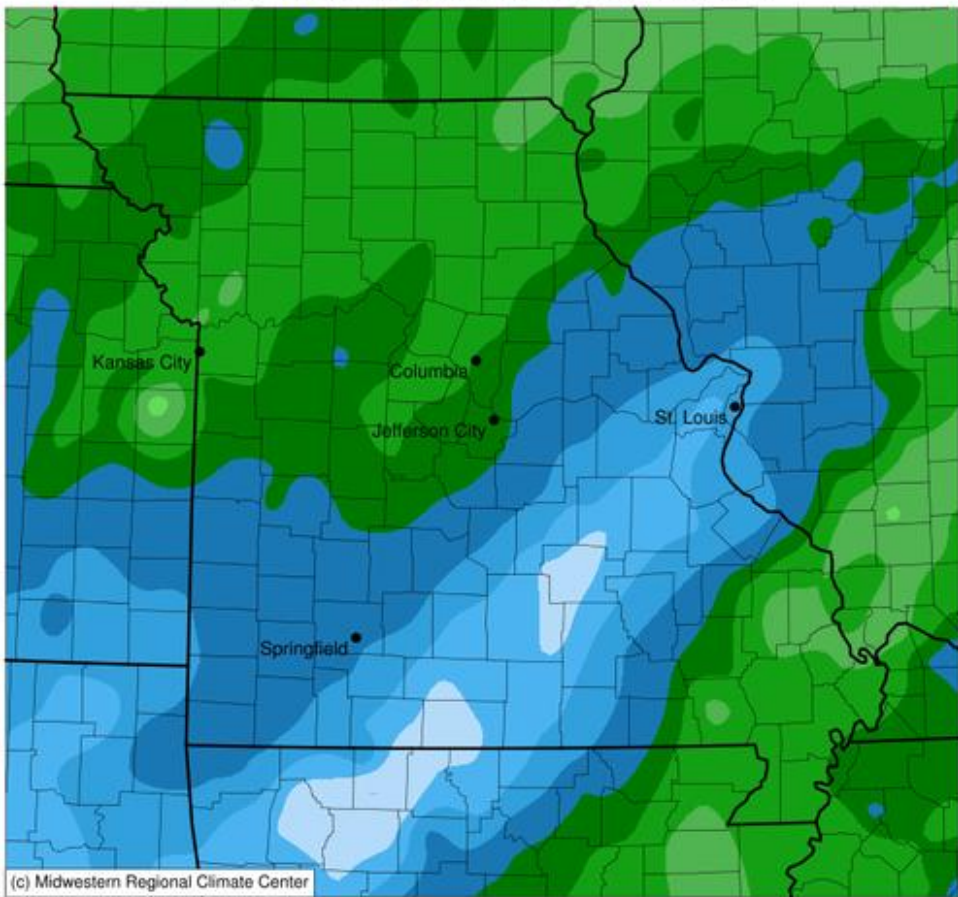 Kansas City
Columbia
Jefferson City
St. Louis
Springfield
(c) Midwestern Regional Climate Center